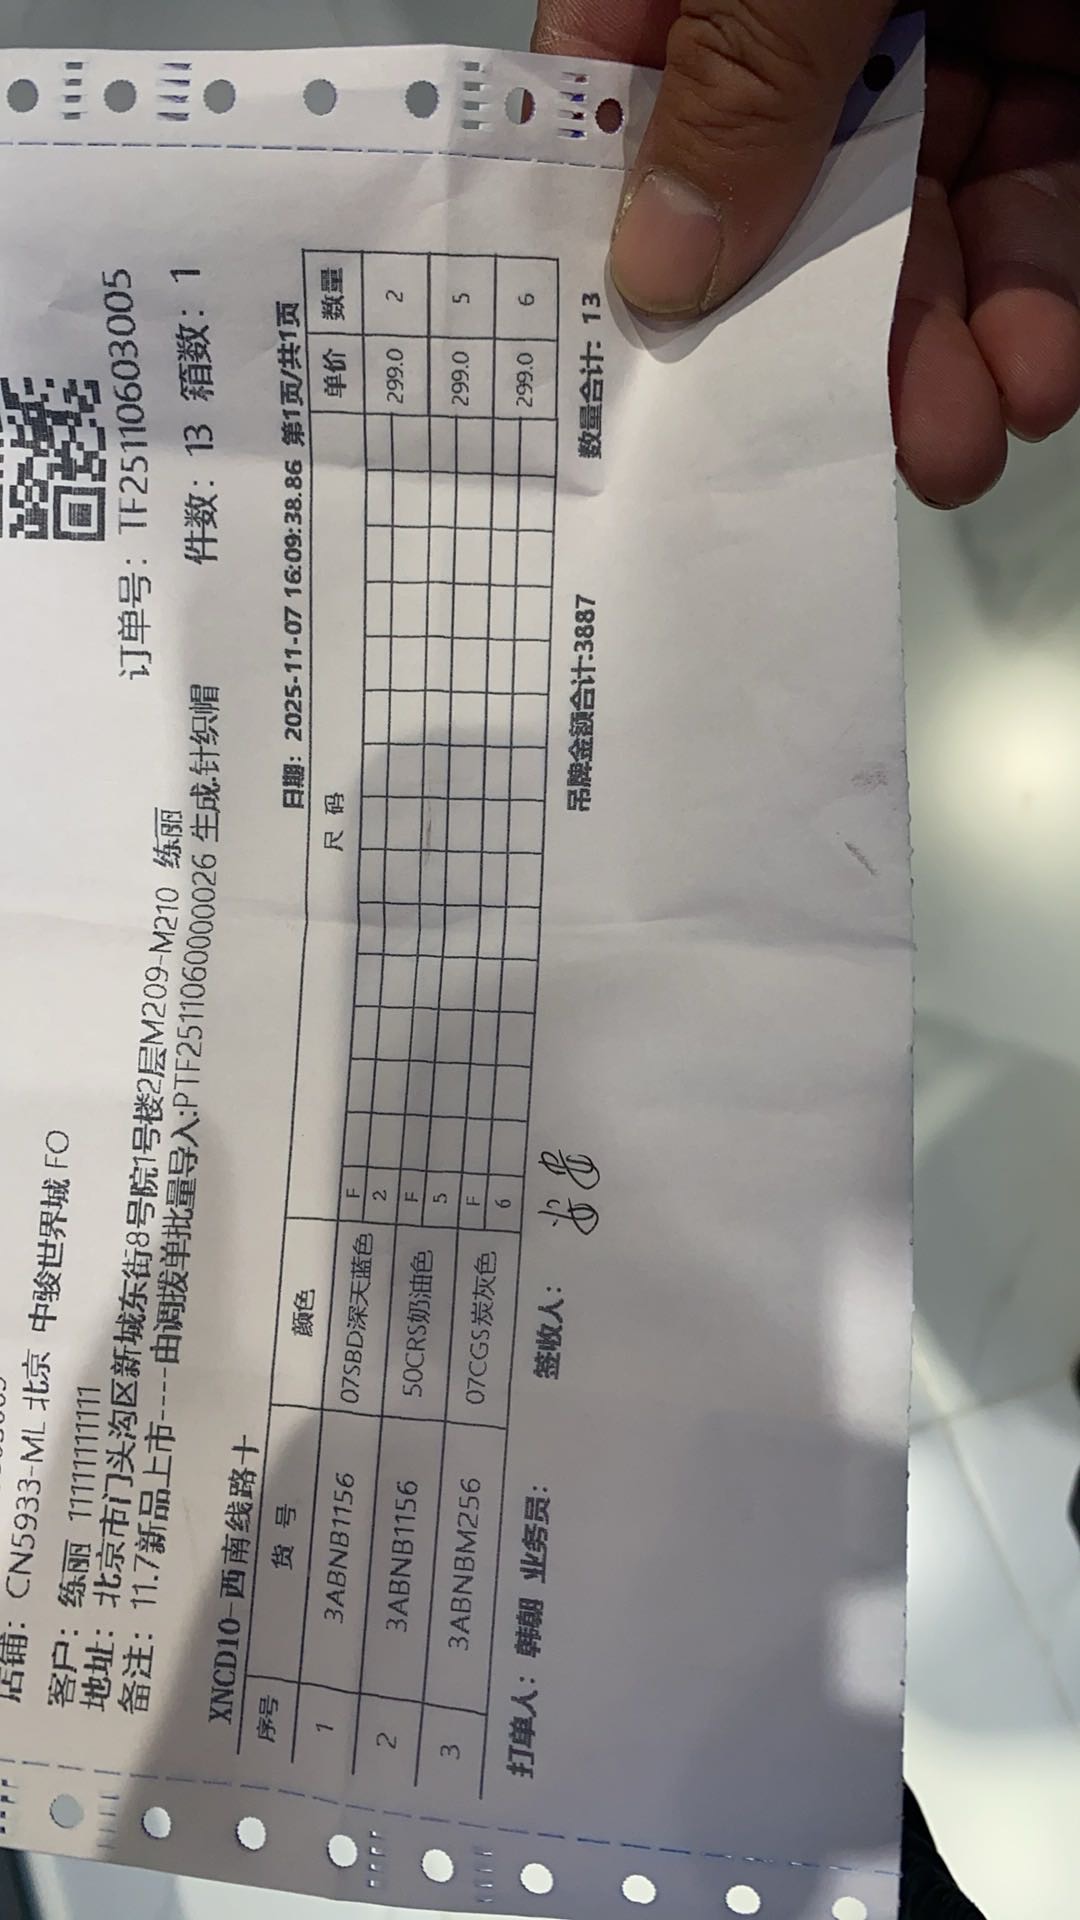 店铺：CN5933-ML 北京 中骏世界城 FO
客户：练丽 11111111111 订单号：TF251110603005
地址：北京市门头沟区新城东街8号院1号楼2层M209-M210 练丽 件数：13 箱数：1
备注：11.7新品上市----由调拨单批量导入:PTF2511060000026 生成.针织帽
XNCD10-西南线路十 日期：2025-11-07 16:09:38.86 第1页/共1页
序号 货 号 颜色 尺 码 单价 数量
1 3ABNB1156 07SBD深天蓝色 F 299.0 2
2
2 3ABNB1156 50CRS奶油色 F 299.0 5
5
3 3ABNBM256 07CGS炭灰色 F 299.0 6
6
打单人：韩朝 业务员： 签收人： 吊牌金额合计:3887 数量合计: 13